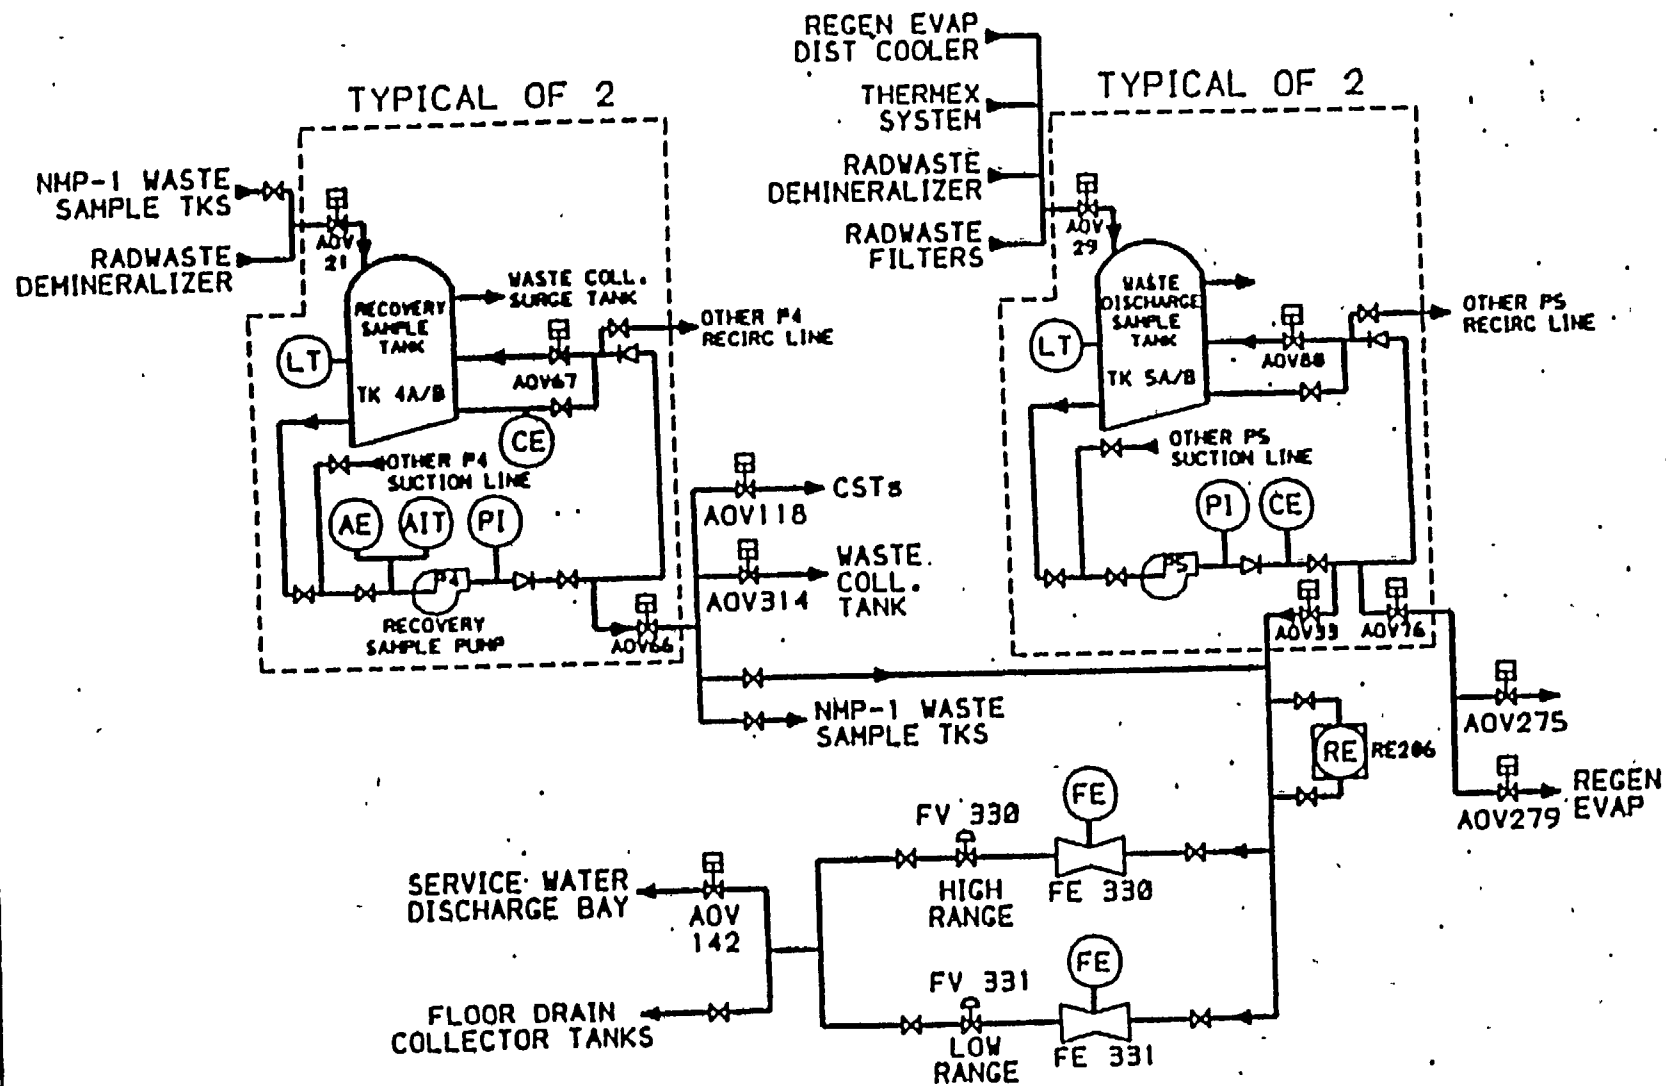 REGEN EVAP
DIST COOLER
THERMEX
SYSTEM
RADWASTE
DEMINERALIZER
RADWASTE
FILTERS
TYPICAL OF 2
NMP-1 WASTE
SAMPLE TKS
RADWASTE
DEMINERALIZER
AOV
21
RECOVERY
SAMPLE
TANK
TK 4A/B
LT
WASTE COLL.
SURGE TANK
OTHER P4
RECIRC LINE
AOV67
CE
OTHER P4
SUCTION LINE
AE
AIT
PI
P4
RECOVERY
SAMPLE PUMP
AOV66
AOV118
CSTs
AOV314
WASTE
COLL.
TANK
NMP-1 WASTE
SAMPLE TKS
TYPICAL OF 2
AOV
29
WASTE
DISCHARGE
SAMPLE
TANK
TK 5A/B
LT
OTHER P5
RECIRC LINE
AOV88
OTHER P5
SUCTION LINE
PI
CE
P5
AOV33
AOV76
AOV275
AOV279
REGEN
EVAP
RE
RE206
FE
FV 330
HIGH
RANGE
FE 330
FE
FV 331
LOW
RANGE
FE 331
SERVICE WATER
DISCHARGE BAY
AOV
142
FLOOR DRAIN
COLLECTOR TANKS